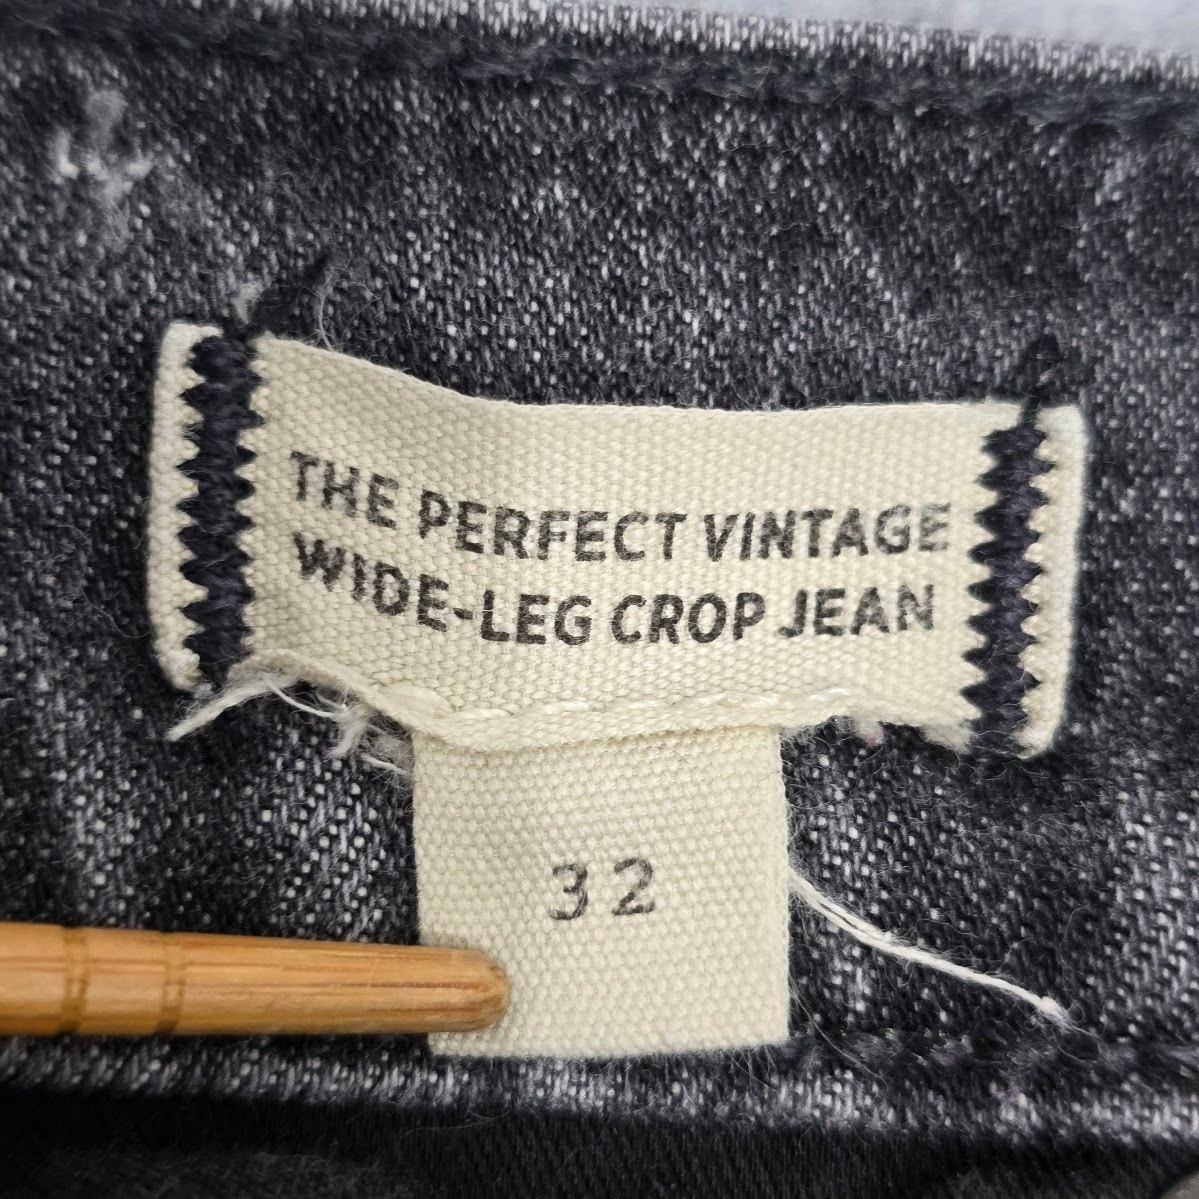 THE PERFECT VINTAGE
WIDE-LEG CROP JEAN
32